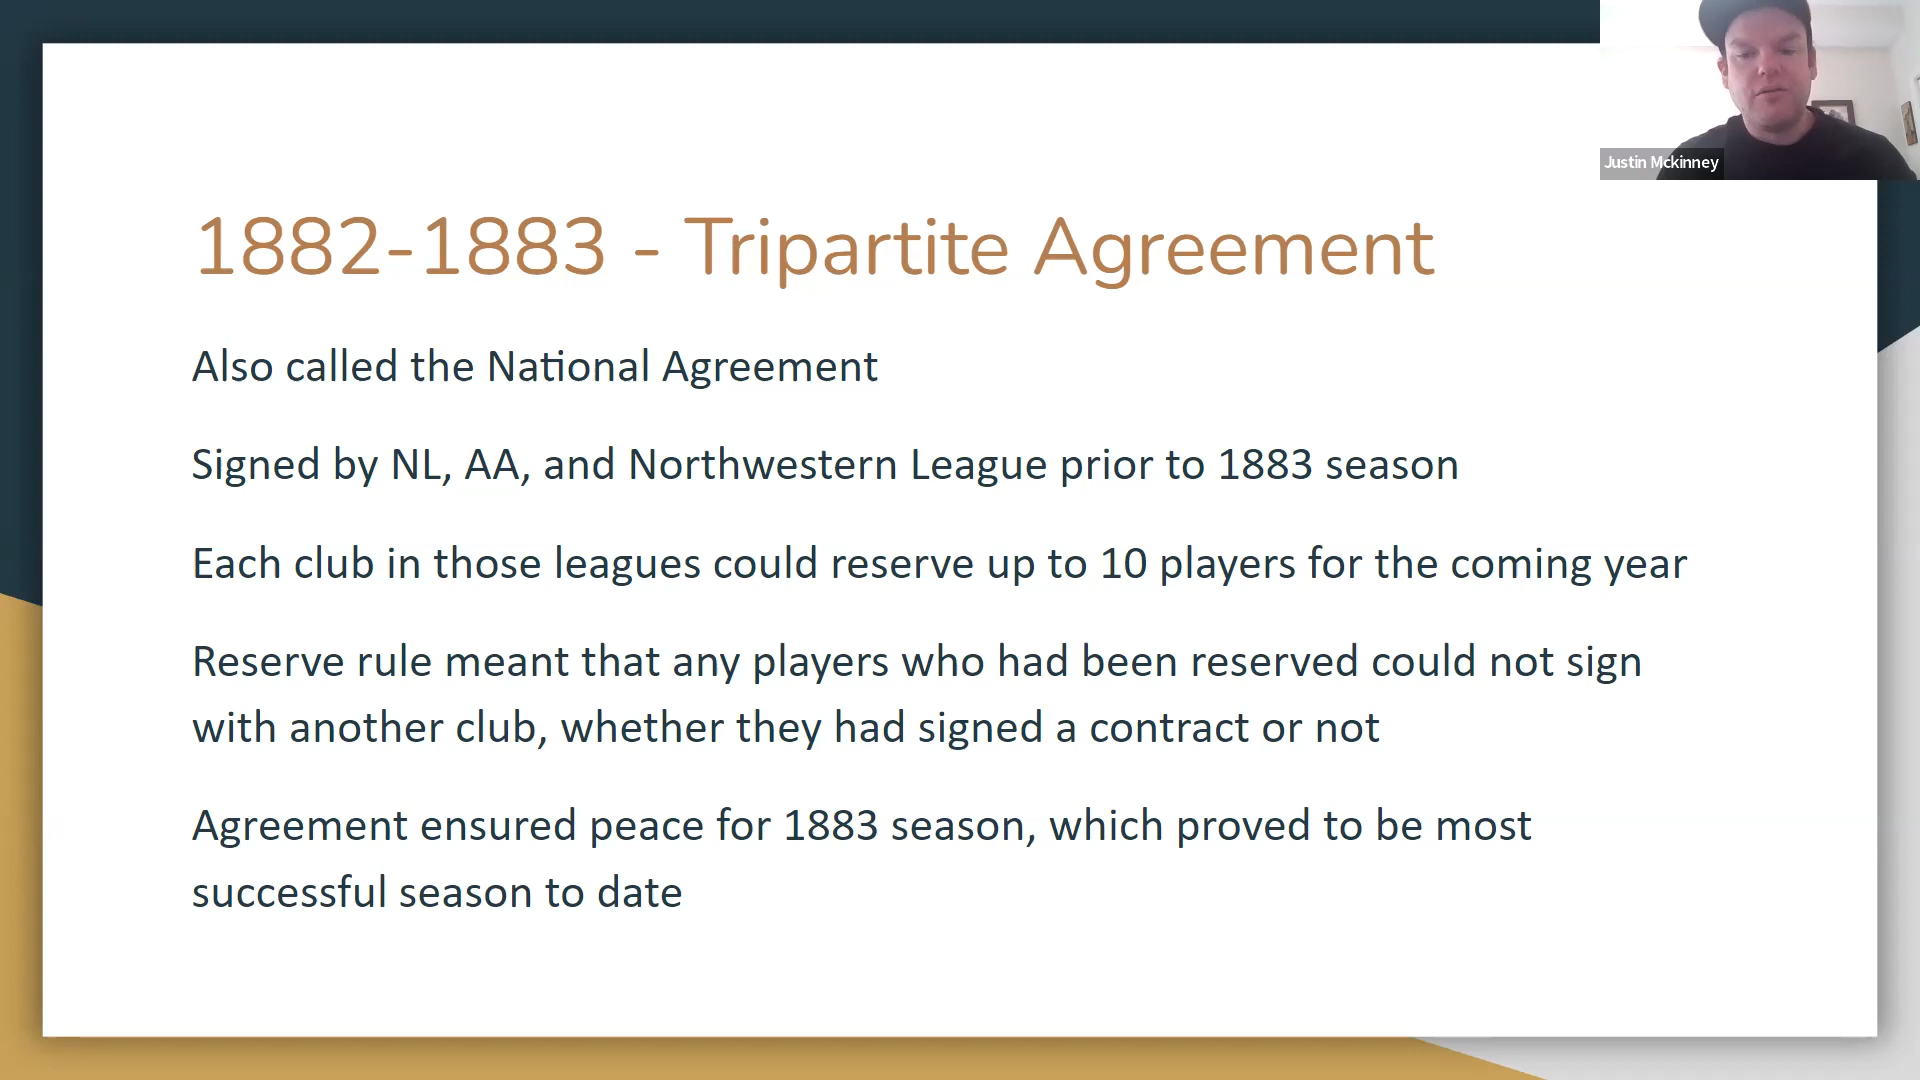 Justin Mckinney
1882-1883 - Tripartite Agreement
Also called the National Agreement
Signed by NL, AA, and Northwestern League prior to 1883 season
Each club in those leagues could reserve up to 10 players for the coming year
Reserve rule meant that any players who had been reserved could not sign
with another club, whether they had signed a contract or not
Agreement ensured peace for 1883 season, which proved to be most
successful season to date